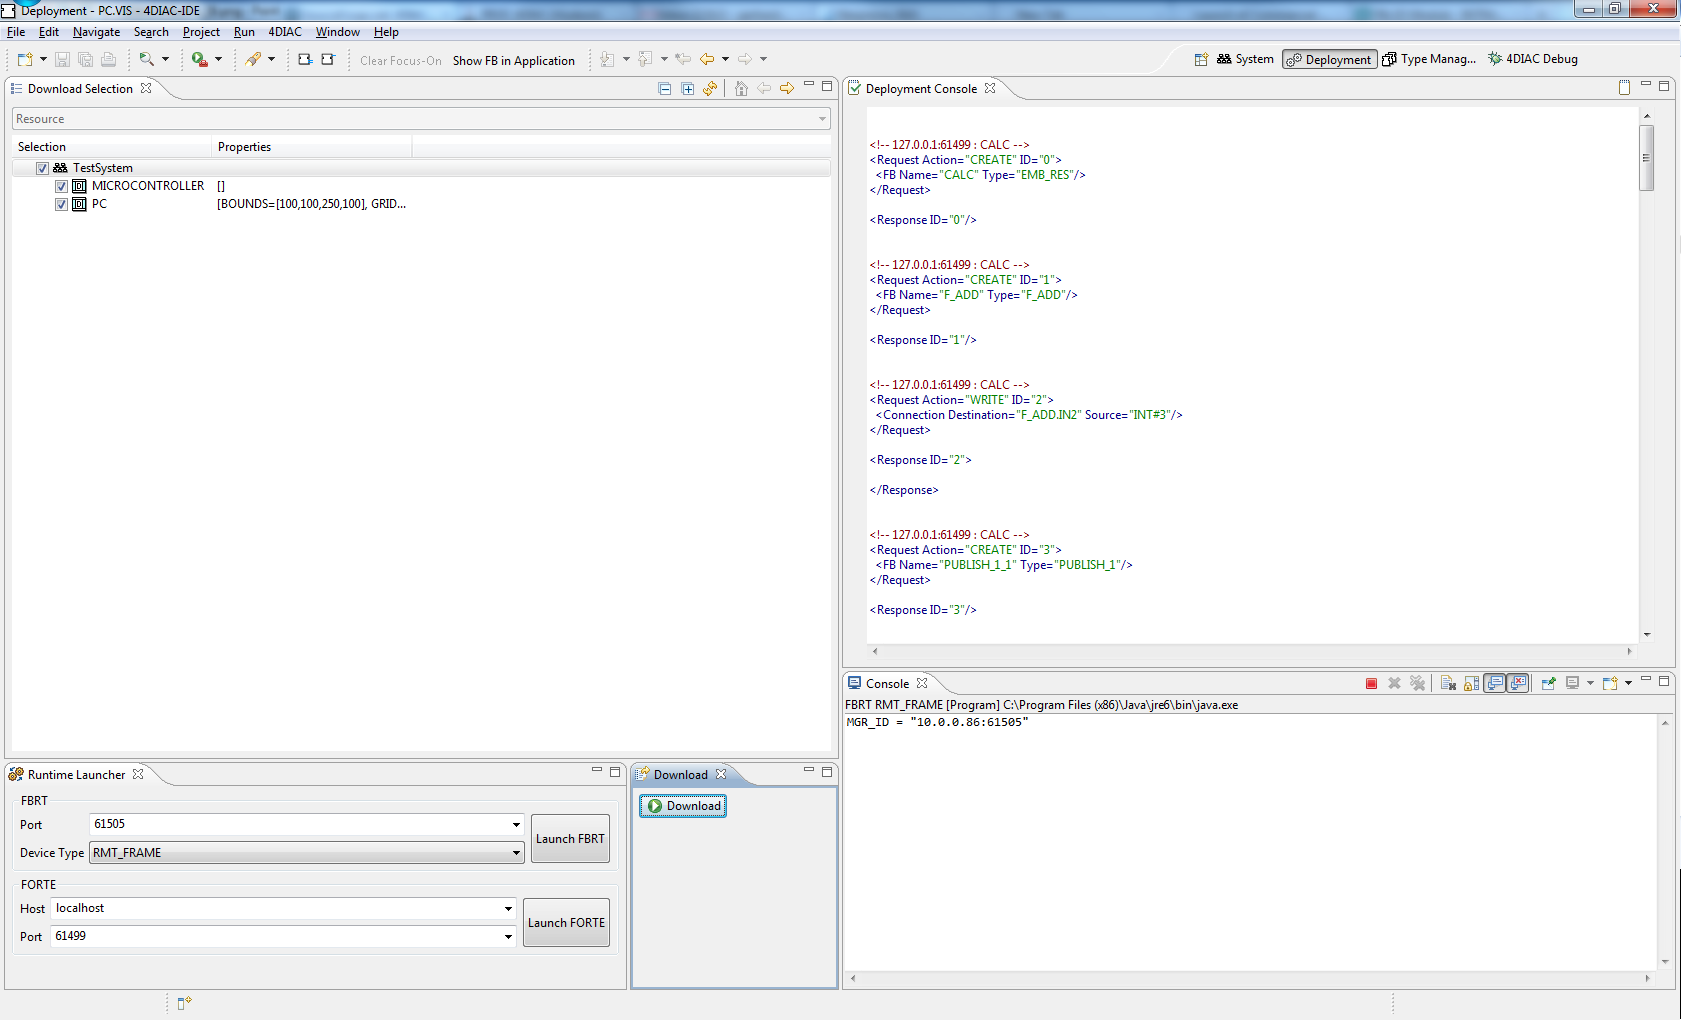 Deployment - PC.VIS - 4DIAC-IDE
File Edit Navigate Search Project Run 4DIAC Window Help
Clear Focus-On Show FB in Application
System Deployment Type Manag... 4DIAC Debug
Download Selection
Resource
Selection Properties
TestSystem
MICROCONTROLLER []
PC [BOUNDS=[100,100,250,100], GRID...
Deployment Console
<!-- 127.0.0.1:61499 : CALC -->
<Request Action="CREATE" ID="0">
<FB Name="CALC" Type="EMB_RES"/>
</Request>
<Response ID="0"/>
<!-- 127.0.0.1:61499 : CALC -->
<Request Action="CREATE" ID="1">
<FB Name="F_ADD" Type="F_ADD"/>
</Request>
<Response ID="1"/>
<!-- 127.0.0.1:61499 : CALC -->
<Request Action="WRITE" ID="2">
<Connection Destination="F_ADD.IN2" Source="INT#3"/>
</Request>
<Response ID="2">
</Response>
<!-- 127.0.0.1:61499 : CALC -->
<Request Action="CREATE" ID="3">
<FB Name="PUBLISH_1_1" Type="PUBLISH_1"/>
</Request>
<Response ID="3"/>
Console
FBRT RMT_FRAME [Program] C:\Program Files (x86)\Java\jre6\bin\java.exe
MGR_ID = "10.0.0.86:61505"
Runtime Launcher
FBRT
Port 61505
Device Type RMT_FRAME
Launch FBRT
FORTE
Host localhost
Port 61499
Launch FORTE
Download
Download